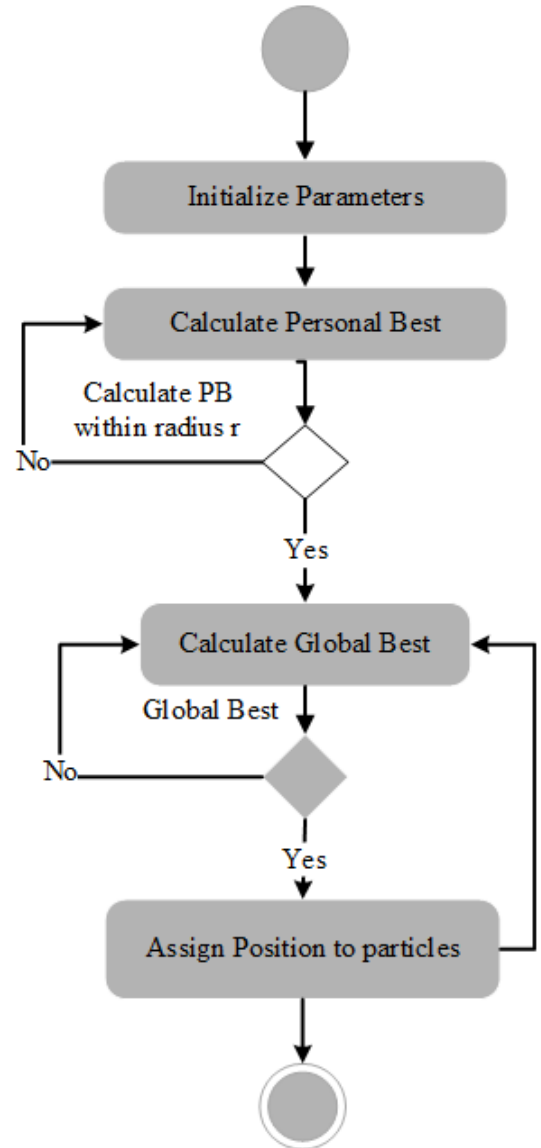 Initialize Parameters
Calculate Personal Best
Calculate PB
within radius r
No
Yes
Calculate Global Best
Global Best
No
Yes
Assign Position to particles